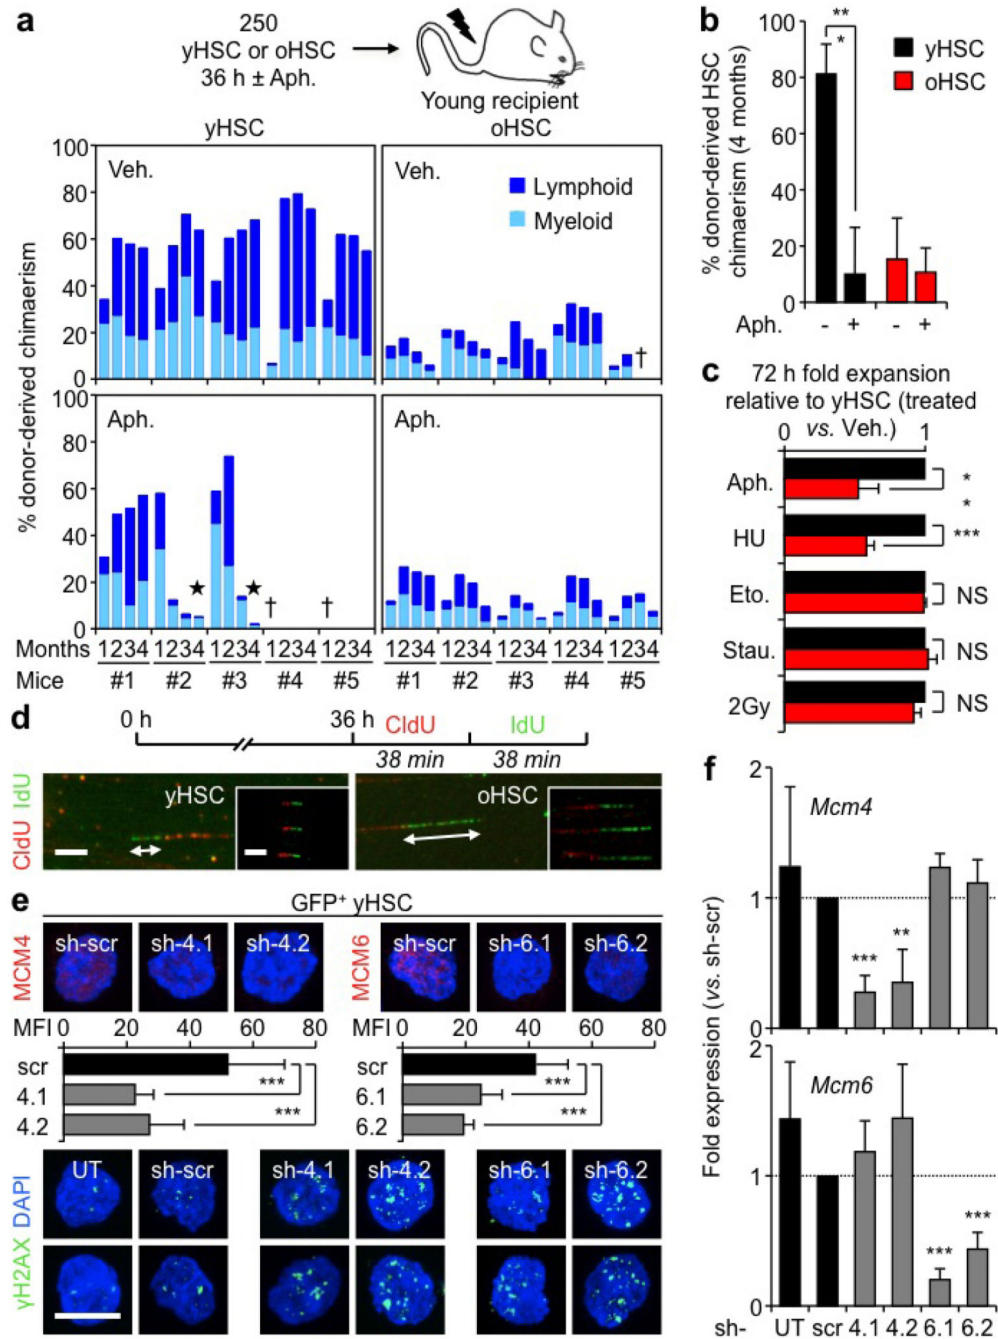 a
250
yHSC or oHSC
36 h ± Aph.
Young recipient
yHSC
oHSC
% donor-derived chimaerism
100
80
60
40
20
0
Veh.
Veh.
Lymphoid
Myeloid
†
100
80
60
40
20
0
Aph.
★ ★ † †
Aph.
Months 1234 1234 1234 1234 1234 1234 1234 1234 1234 1234
Mice #1 #2 #3 #4 #5 #1 #2 #3 #4 #5
b
% donor-derived HSC
chimaerism (4 months)
100
80
60
40
20
0
**
*
yHSC
oHSC
Aph. - + - +
c
72 h fold expansion
relative to yHSC (treated
vs. Veh.)
0 1
Aph. *
*
HU ***
Eto. NS
Stau. NS
2Gy NS
d
0 h 36 h CldU IdU
38 min 38 min
CldU IdU
yHSC
oHSC
e
GFP⁺ yHSC
MCM4
sh-scr sh-4.1 sh-4.2
MCM6
sh-scr sh-6.1 sh-6.2
MFI 0 20 40 60 80
scr
4.1 ***
4.2 ***
MFI 0 20 40 60 80
scr
6.1 ***
6.2 ***
γH2AX DAPI
UT sh-scr sh-4.1 sh-4.2 sh-6.1 sh-6.2
f
Fold expression (vs. sh-scr)
2
1
0
Mcm4
***
**
2
1
0
Mcm6
***
***
sh- UT scr 4.1 4.2 6.1 6.2